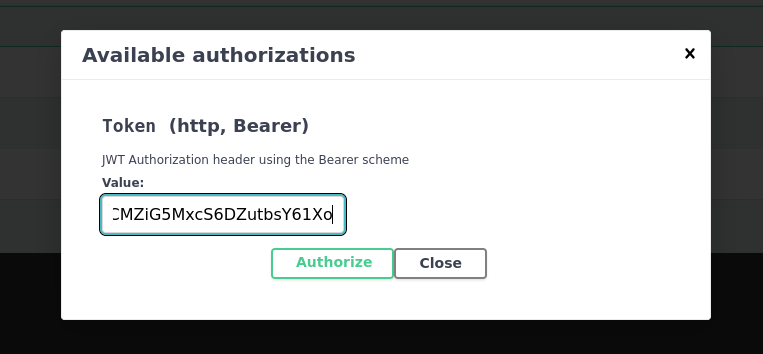 Available authorizations ×
Token (http, Bearer)
JWT Authorization header using the Bearer scheme
Value:
CMZiG5MxcS6DZutbsY61Xo
Authorize Close